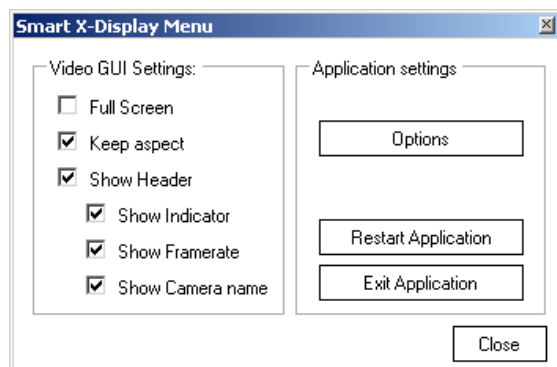 Smart X-Display Menu
Video GUI Settings:
Full Screen
Keep aspect
Show Header
Show Indicator
Show Framerate
Show Camera name
Application settings
Options
Restart Application
Exit Application
Close